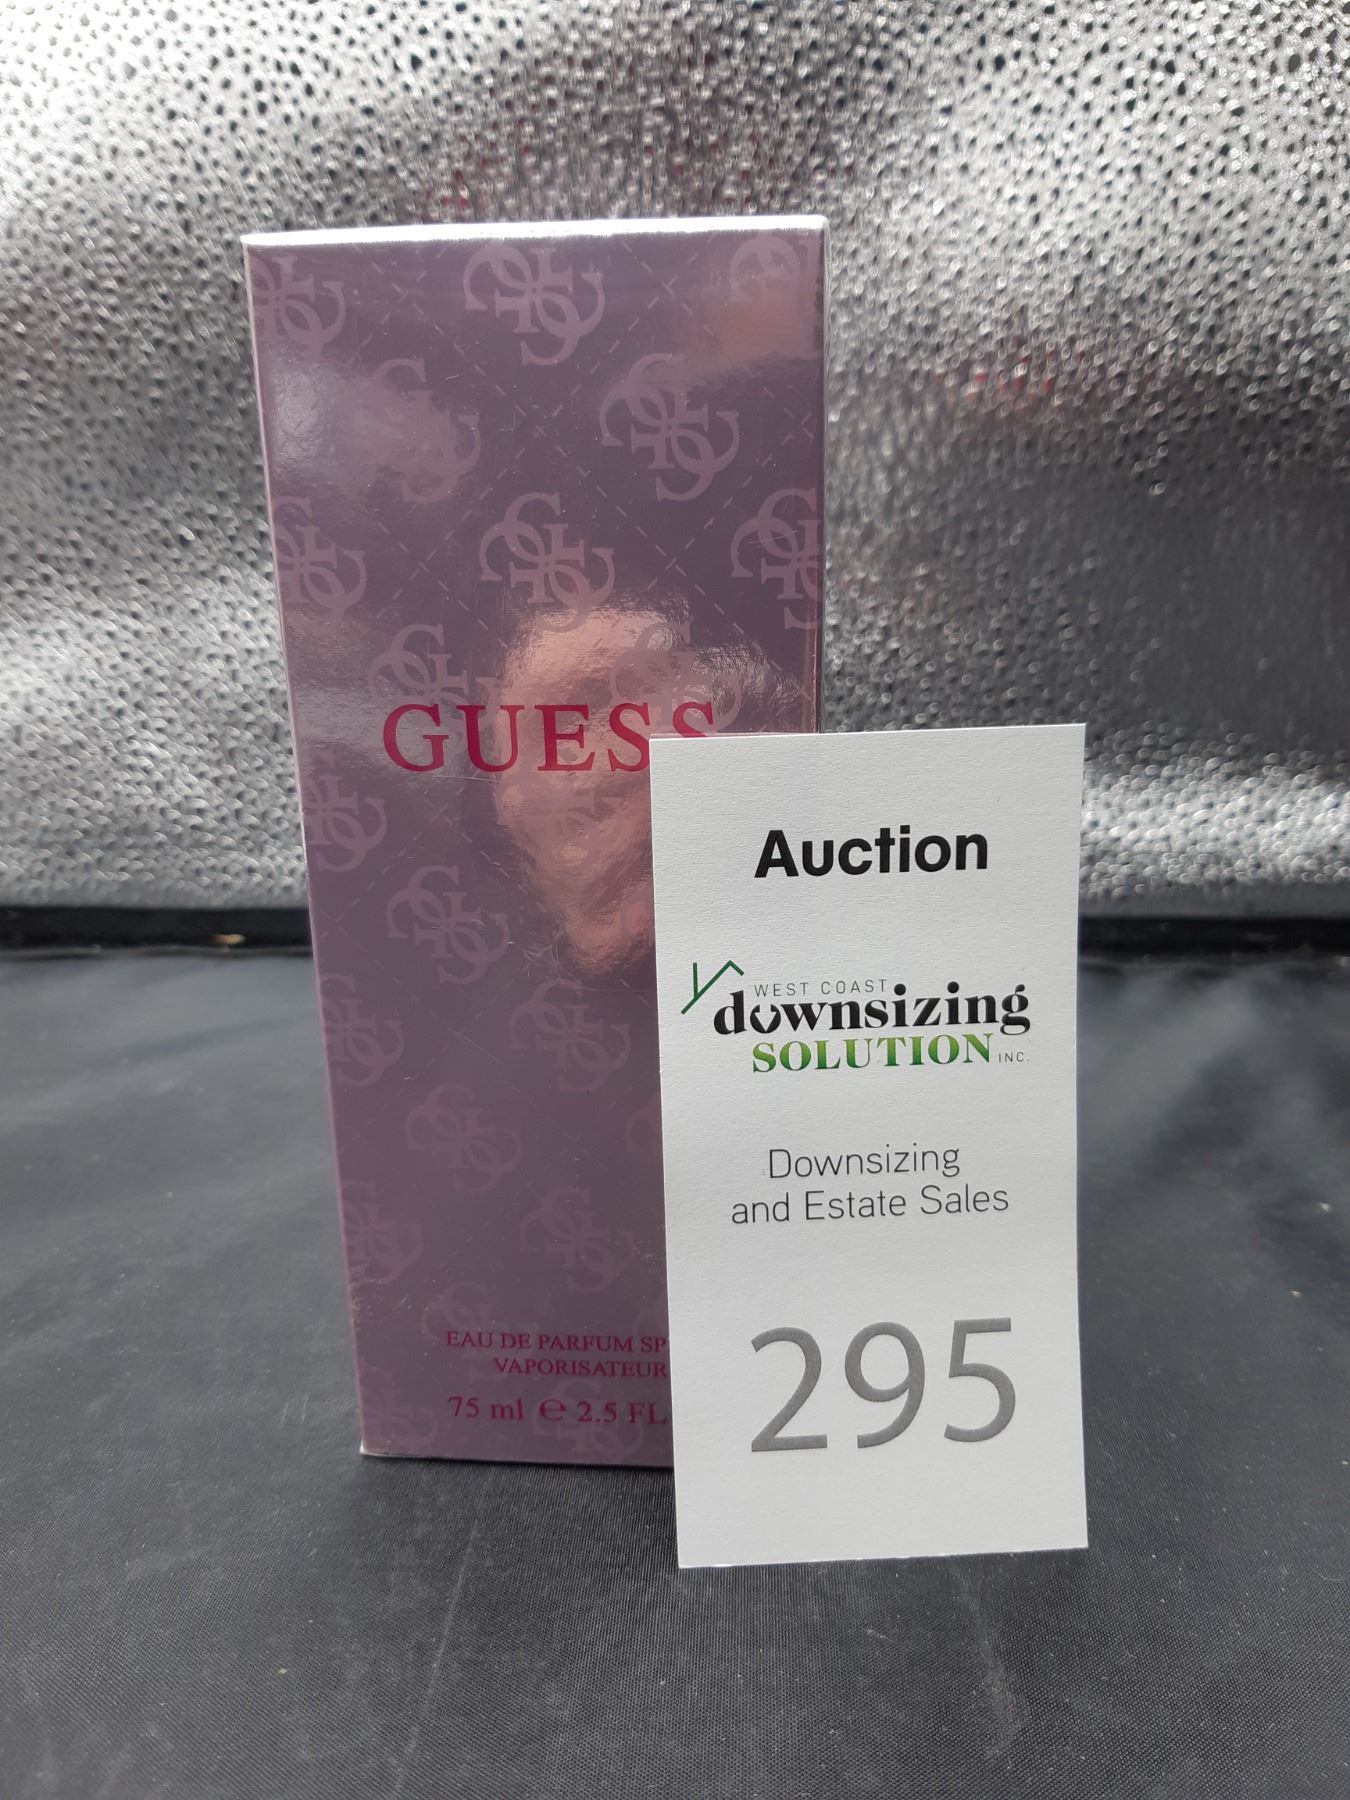 GUESS
EAU DE PARFUM
VAPORISATEUR
75 ml e 2.5 FL
Auction
WEST COAST
downsizing
SOLUTION INC.
Downsizing
and Estate Sales
295